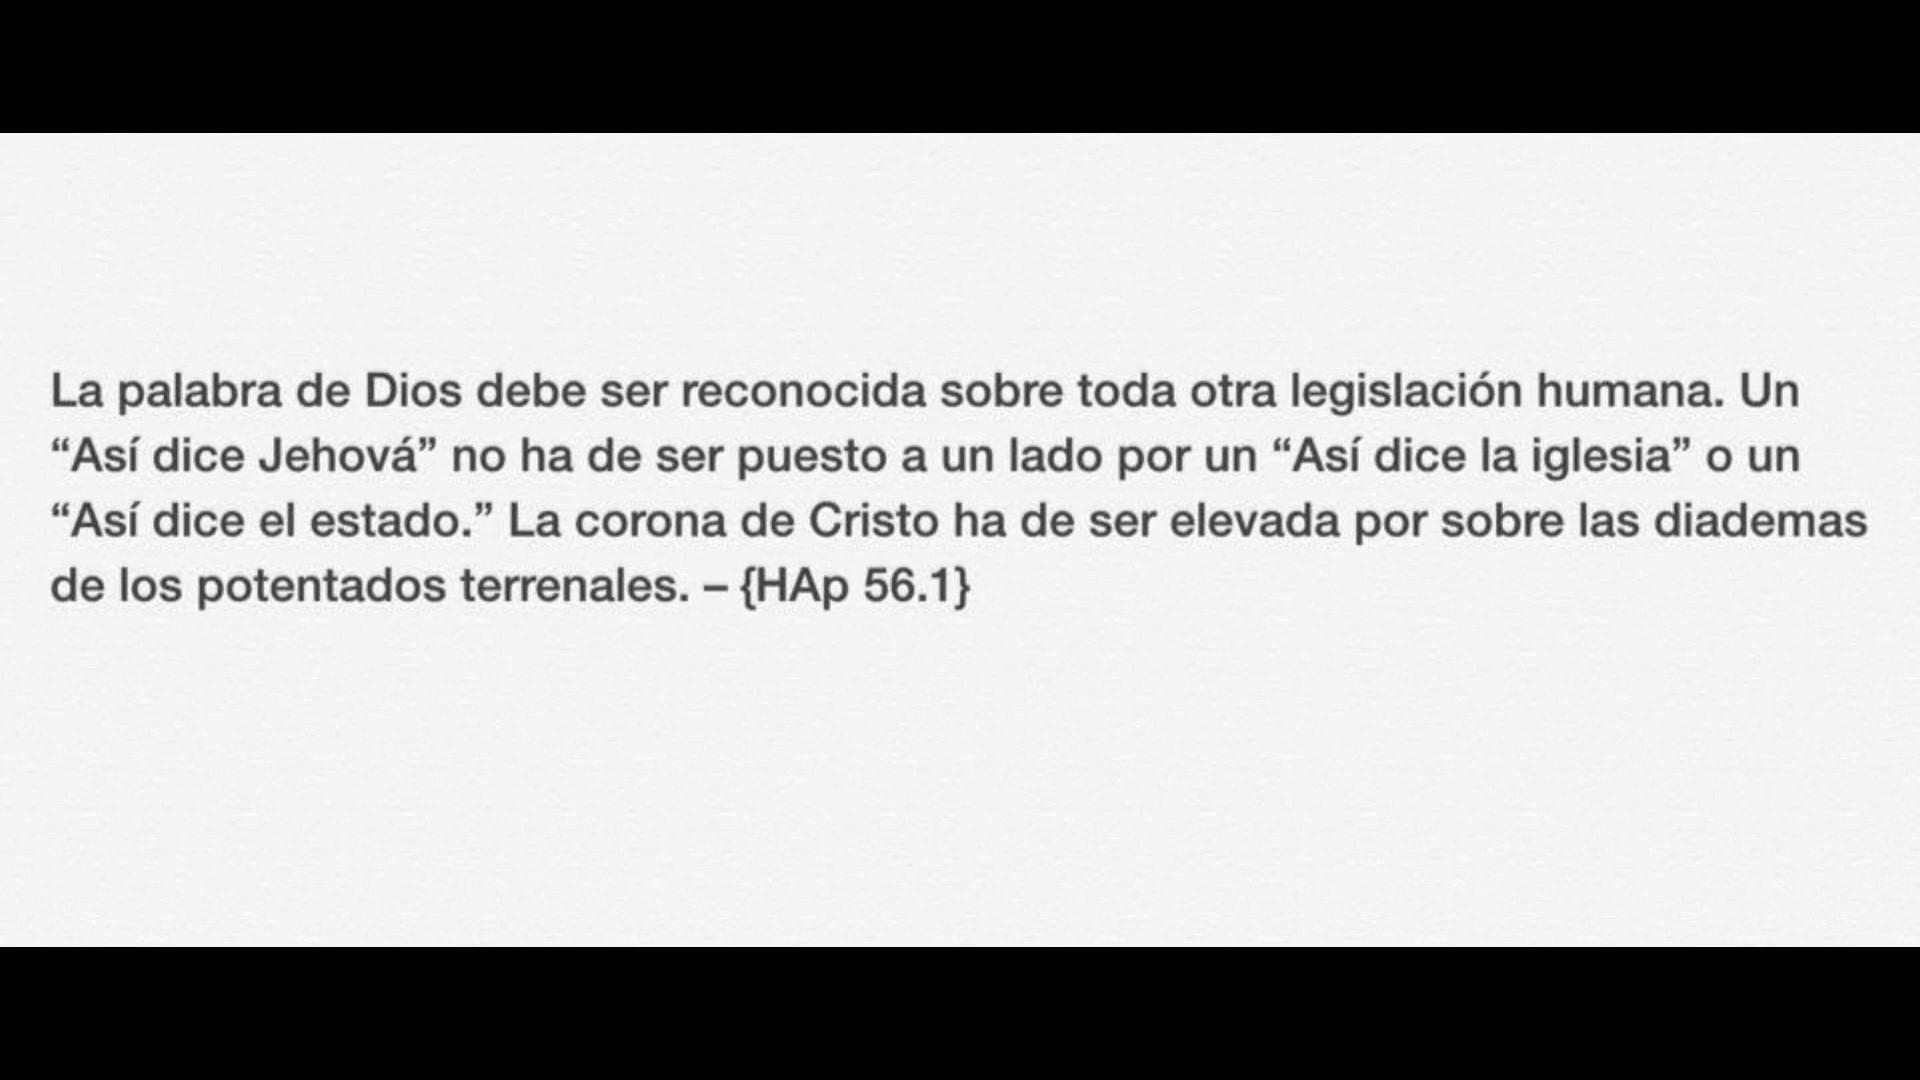 La palabra de Dios debe ser reconocida sobre toda otra legislación humana. Un
“Así dice Jehová” no ha de ser puesto a un lado por un “Así dice la iglesia” o un
“Así dice el estado.” La corona de Cristo ha de ser elevada por sobre las diademas
de los potentados terrenales. – {HAp 56.1}